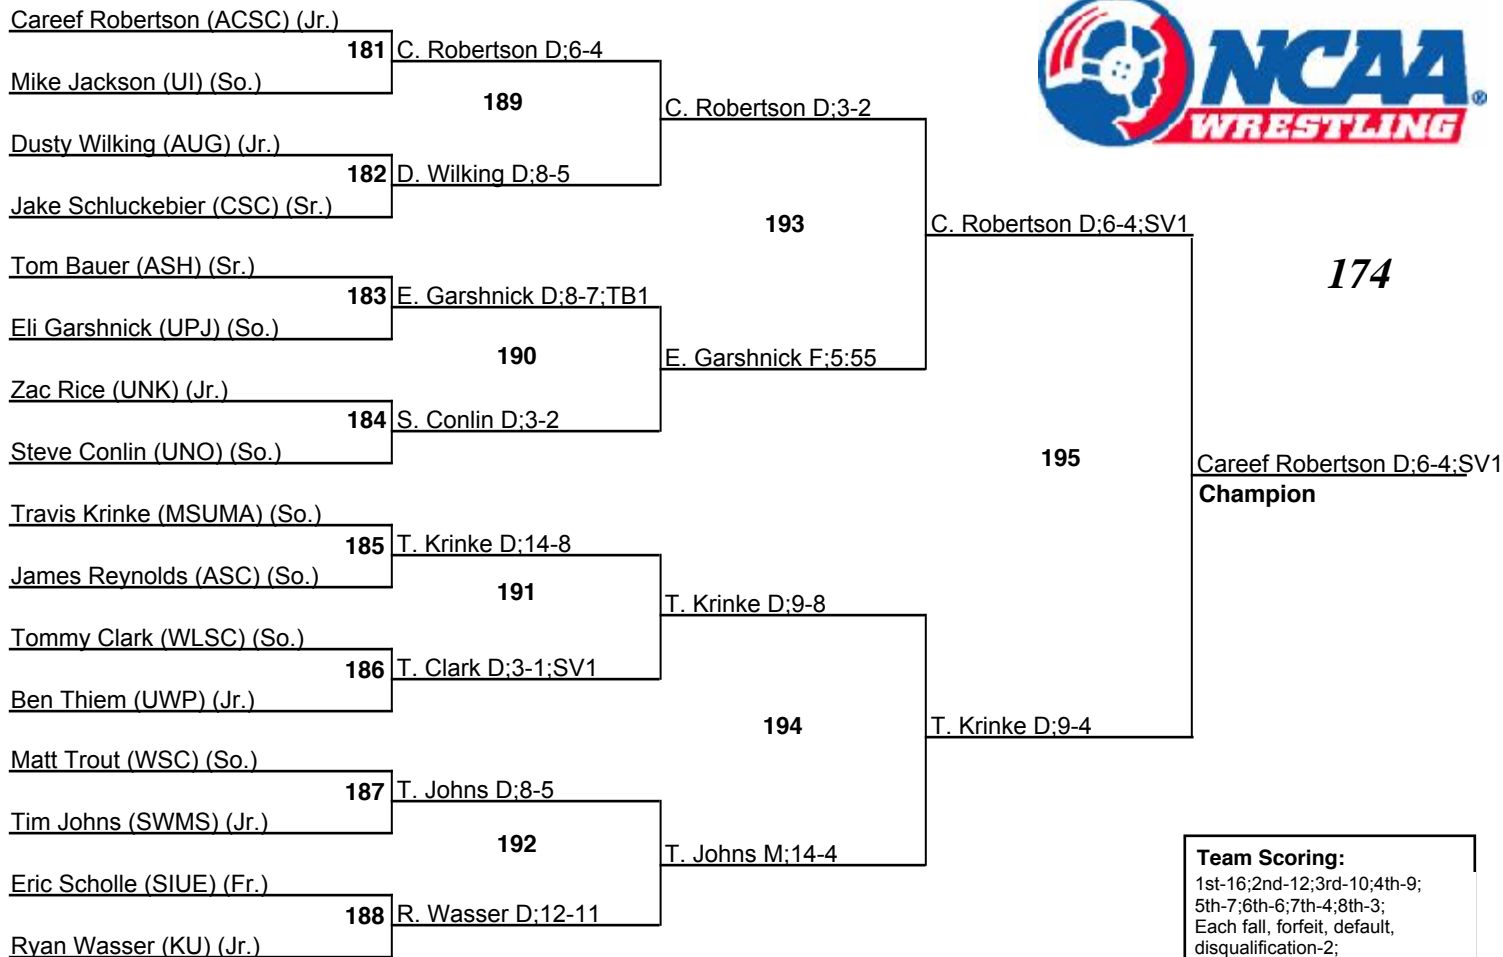 Careef Robertson (ACSC) (Jr.)
181 C. Robertson D;6-4
Mike Jackson (UI) (So.)
189
C. Robertson D;3-2
Dusty Wilking (AUG) (Jr.)
182 D. Wilking D;8-5
Jake Schluckebier (CSC) (Sr.)
193
C. Robertson D;6-4;SV1
Tom Bauer (ASH) (Sr.)
183 E. Garshnick D;8-7;TB1
Eli Garshnick (UPJ) (So.)
190
E. Garshnick F;5:55
Zac Rice (UNK) (Jr.)
184 S. Conlin D;3-2
Steve Conlin (UNO) (So.)
195
Careef Robertson D;6-4;SV1
Champion
Travis Krinke (MSUMA) (So.)
185 T. Krinke D;14-8
James Reynolds (ASC) (So.)
191
T. Krinke D;9-8
Tommy Clark (WLSC) (So.)
186 T. Clark D;3-1;SV1
Ben Thiem (UWP) (Jr.)
194
T. Krinke D;9-4
Matt Trout (WSC) (So.)
187 T. Johns D;8-5
Tim Johns (SWMS) (Jr.)
192
T. Johns M;14-4
Eric Scholle (SIUE) (Fr.)
188 R. Wasser D;12-11
Ryan Wasser (KU) (Jr.)
NCAA®
WRESTLING
174
Team Scoring:
1st-16;2nd-12;3rd-10;4th-9;
5th-7;6th-6;7th-4;8th-3;
Each fall, forfeit, default,
disqualification-2;